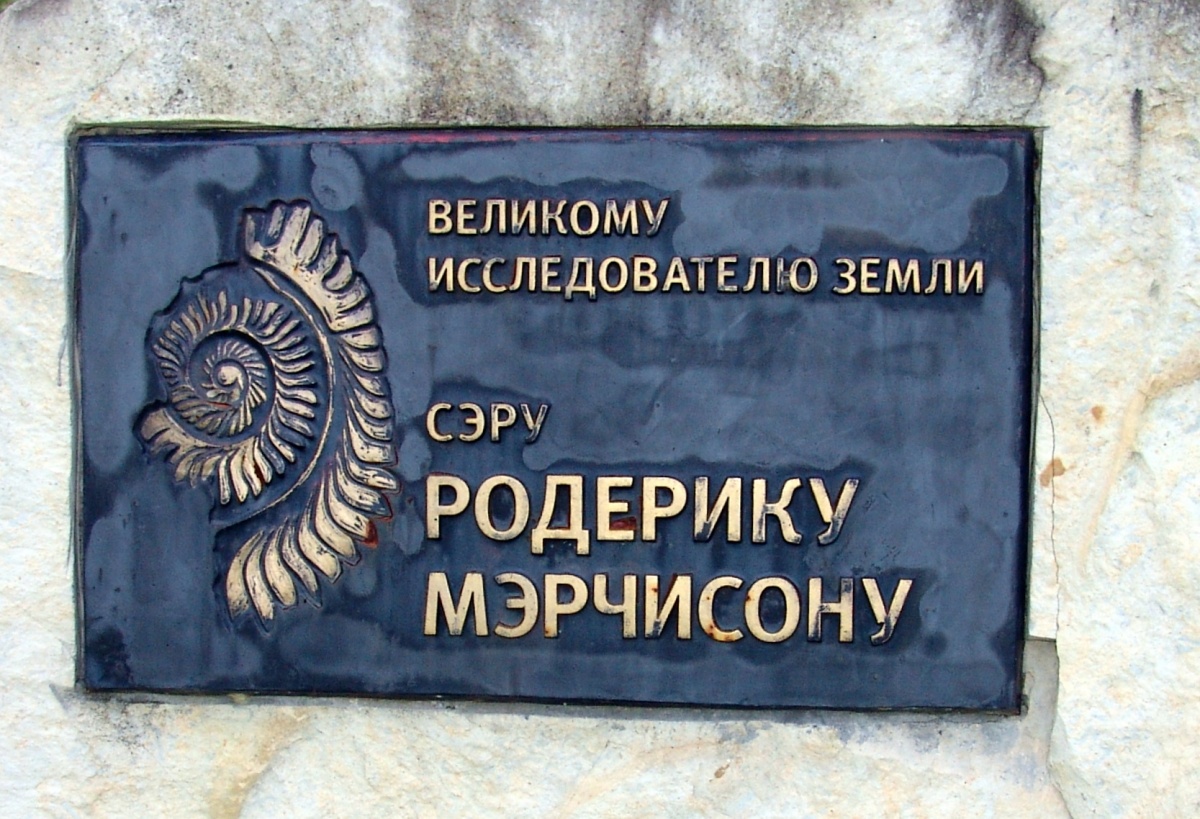 ВЕЛИКОМУ
ИССЛЕДОВАТЕЛЮ ЗЕМЛИ
СЭРУ
РОДЕРИКУ
МЭРЧИСОНУ